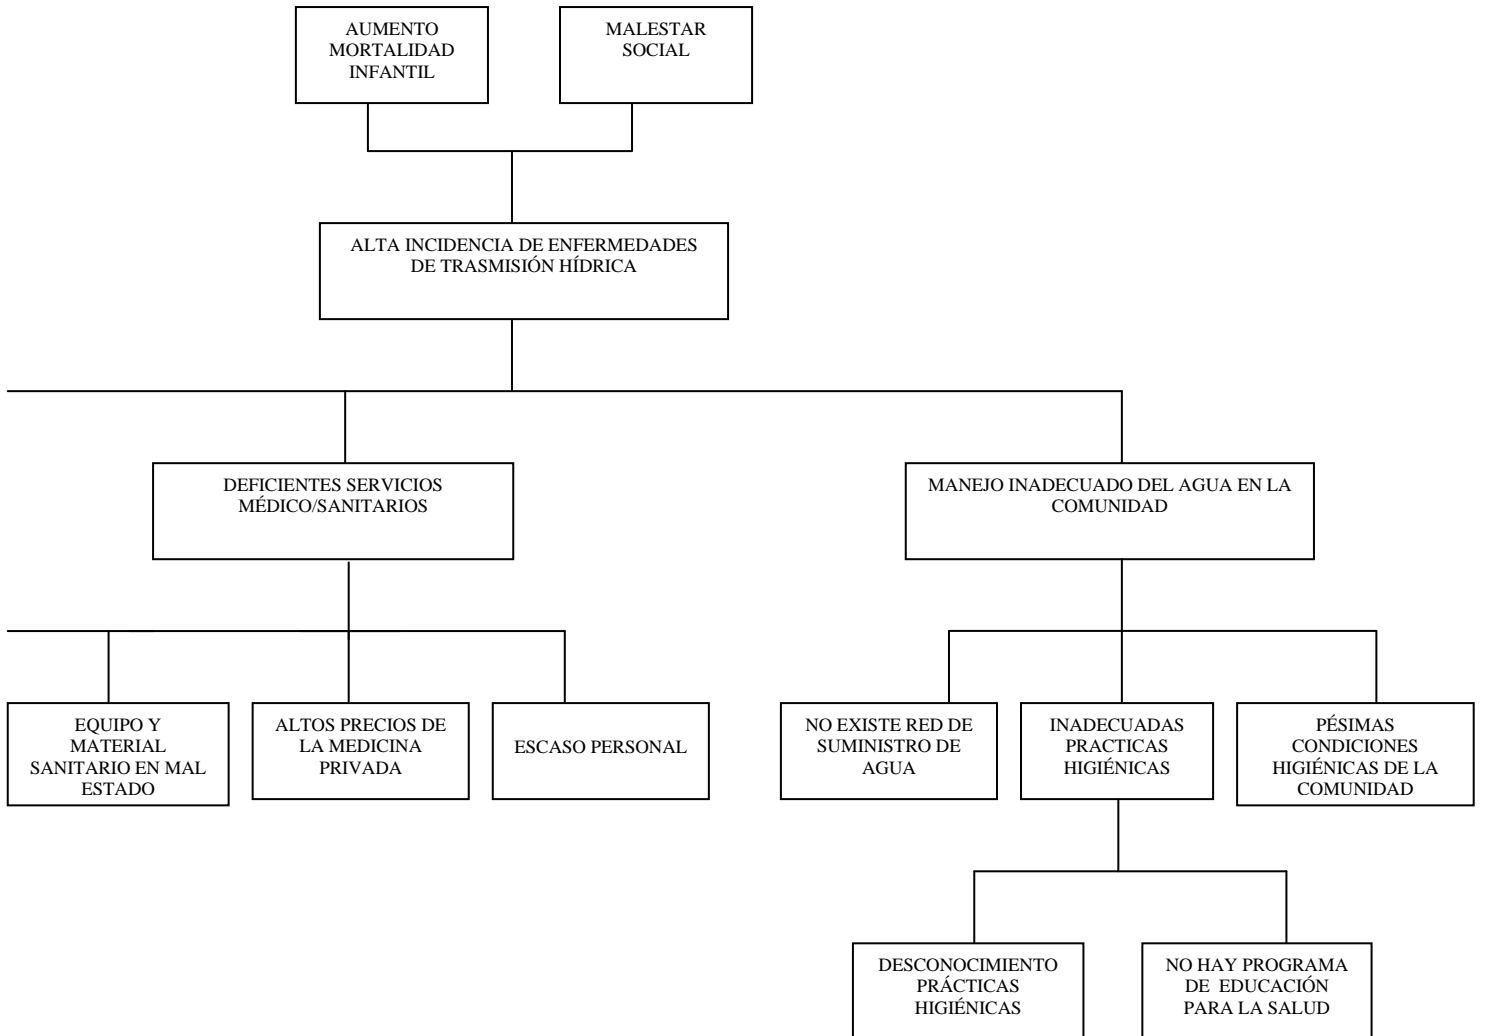 AUMENTO
MORTALIDAD
INFANTIL
MALESTAR
SOCIAL
ALTA INCIDENCIA DE ENFERMEDADES
DE TRASMISIÓN HÍDRICA
DEFICIENTES SERVICIOS
MÉDICO/SANITARIOS
MANEJO INADECUADO DEL AGUA EN LA
COMUNIDAD
EQUIPO Y
MATERIAL
SANITARIO EN MAL
ESTADO
ALTOS PRECIOS DE
LA MEDICINA
PRIVADA
ESCASO PERSONAL
NO EXISTE RED DE
SUMINISTRO DE
AGUA
INADECUADAS
PRACTICAS
HIGIÉNICAS
PÉSIMAS
CONDICIONES
HIGIÉNICAS DE LA
COMUNIDAD
DESCONOCIMIENTO
PRÁCTICAS
HIGIÉNICAS
NO HAY PROGRAMA
DE EDUCACIÓN
PARA LA SALUD